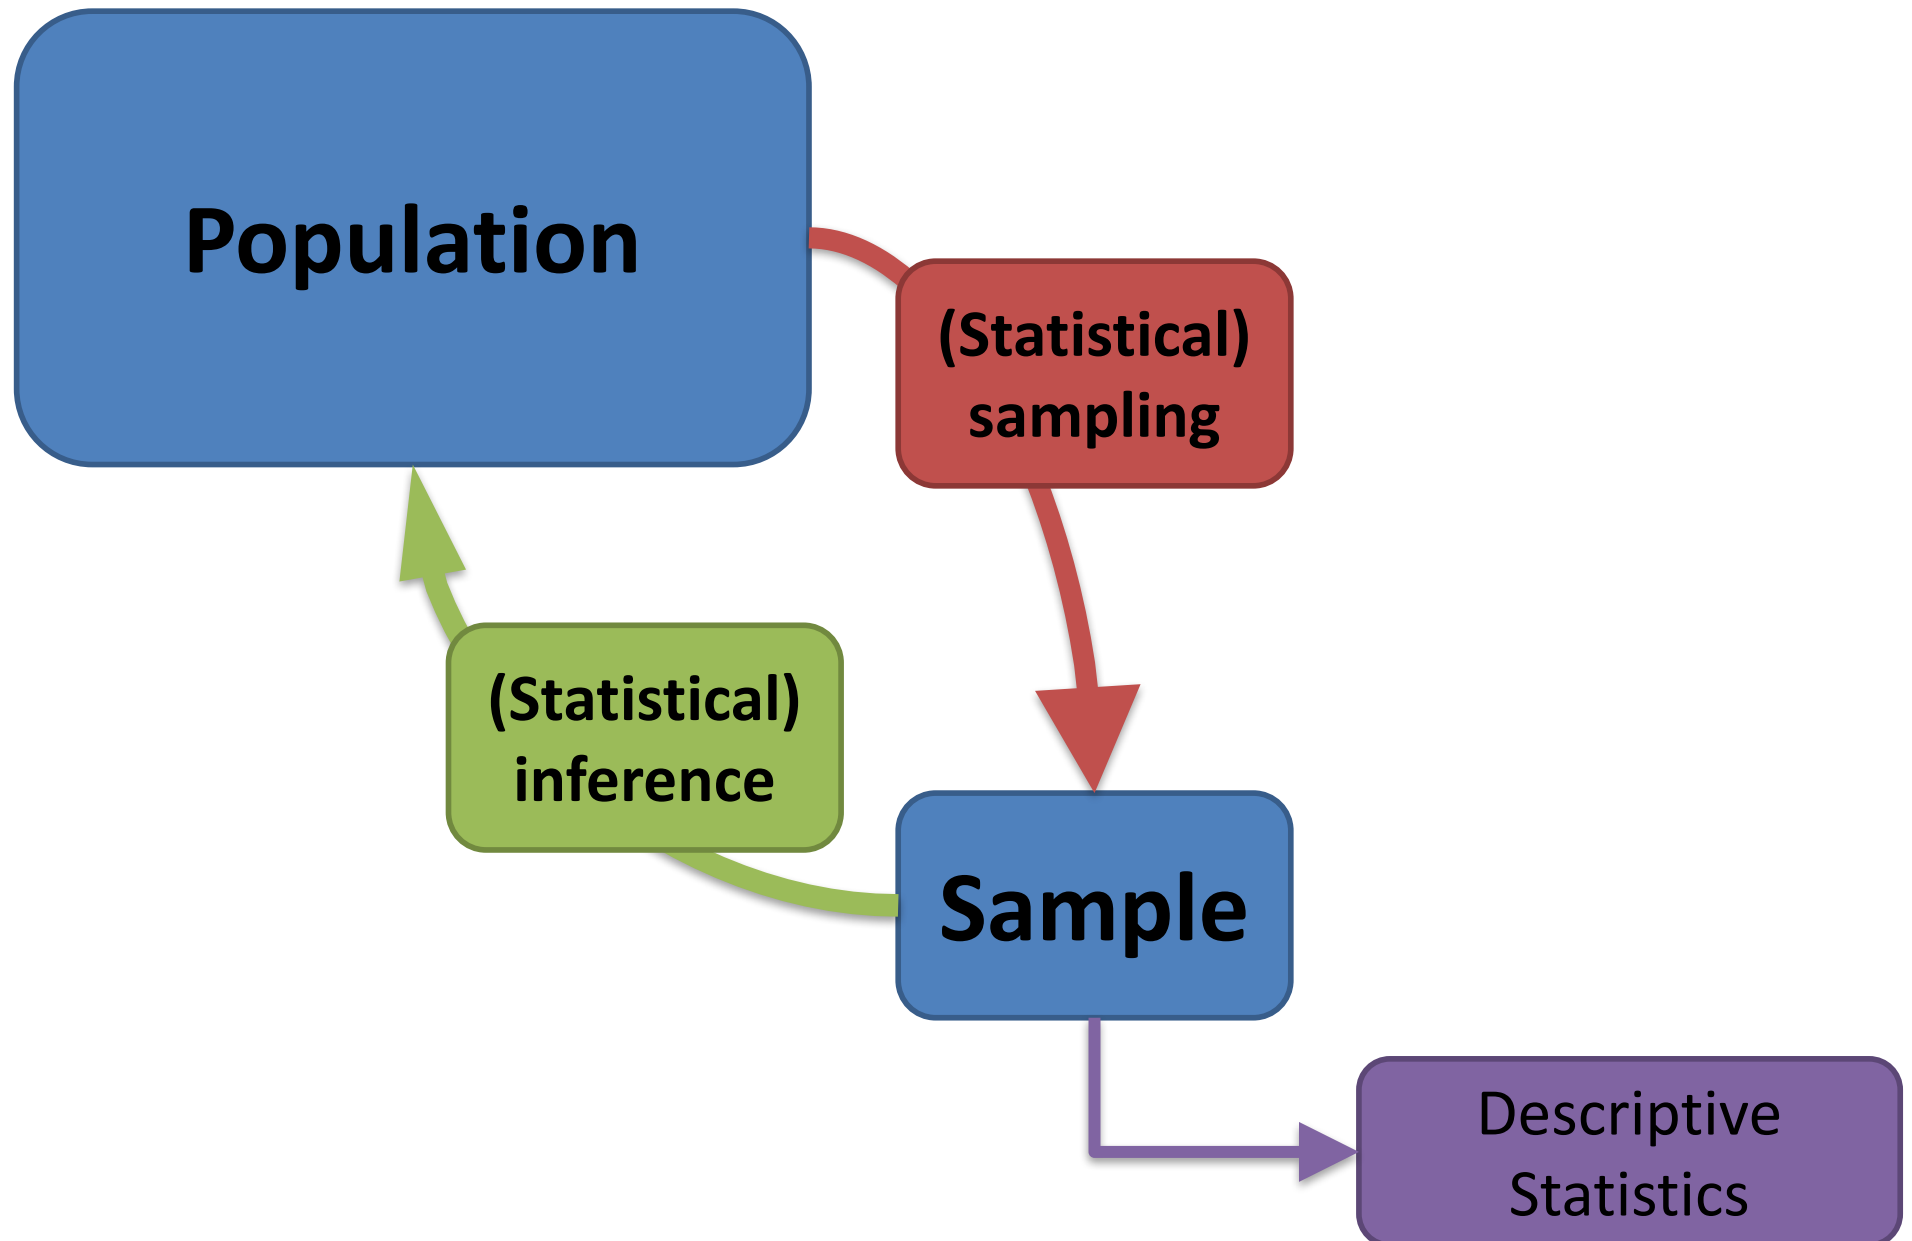 Population
(Statistical)
sampling
(Statistical)
inference
Sample
Descriptive
Statistics